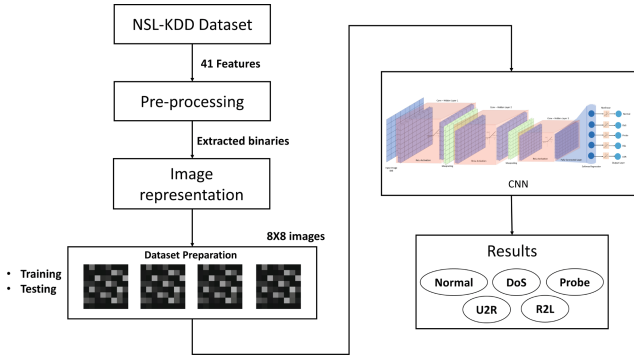 NSL-KDD Dataset
41 Features
Pre-processing
Extracted binaries
Image
representation
8X8 images
Dataset Preparation
• Training
• Testing
CNN
Results
Normal
DoS
Probe
U2R
R2L